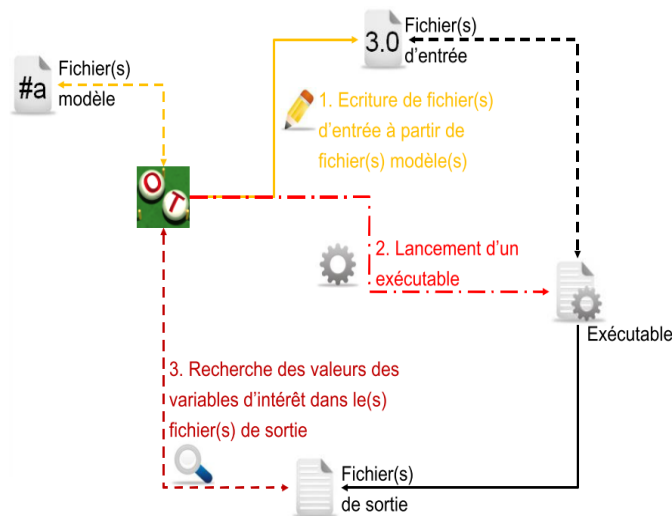 Fichier(s)
d'entrée
3.0
#a
Fichier(s)
modèle
1. Ecriture de fichier(s)
d'entrée à partir de
fichier(s) modèle(s)
O
T
2. Lancement d'un
exécutable
Exécutable
3. Recherche des valeurs des
variables d'intérêt dans le(s)
fichier(s) de sortie
Fichier(s)
de sortie